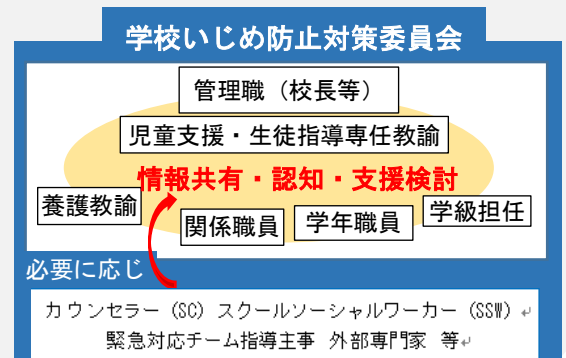 学校いじめ防止対策委員会
管理職（校長等）
児童支援・生徒指導専任教諭
情報共有・認知・支援検討
養護教諭
関係職員
学年職員
学級担任
必要に応じ
カウンセラー（SC）スクールソーシャルワーカー（SSW）
緊急対応チーム指導主事 外部専門家 等